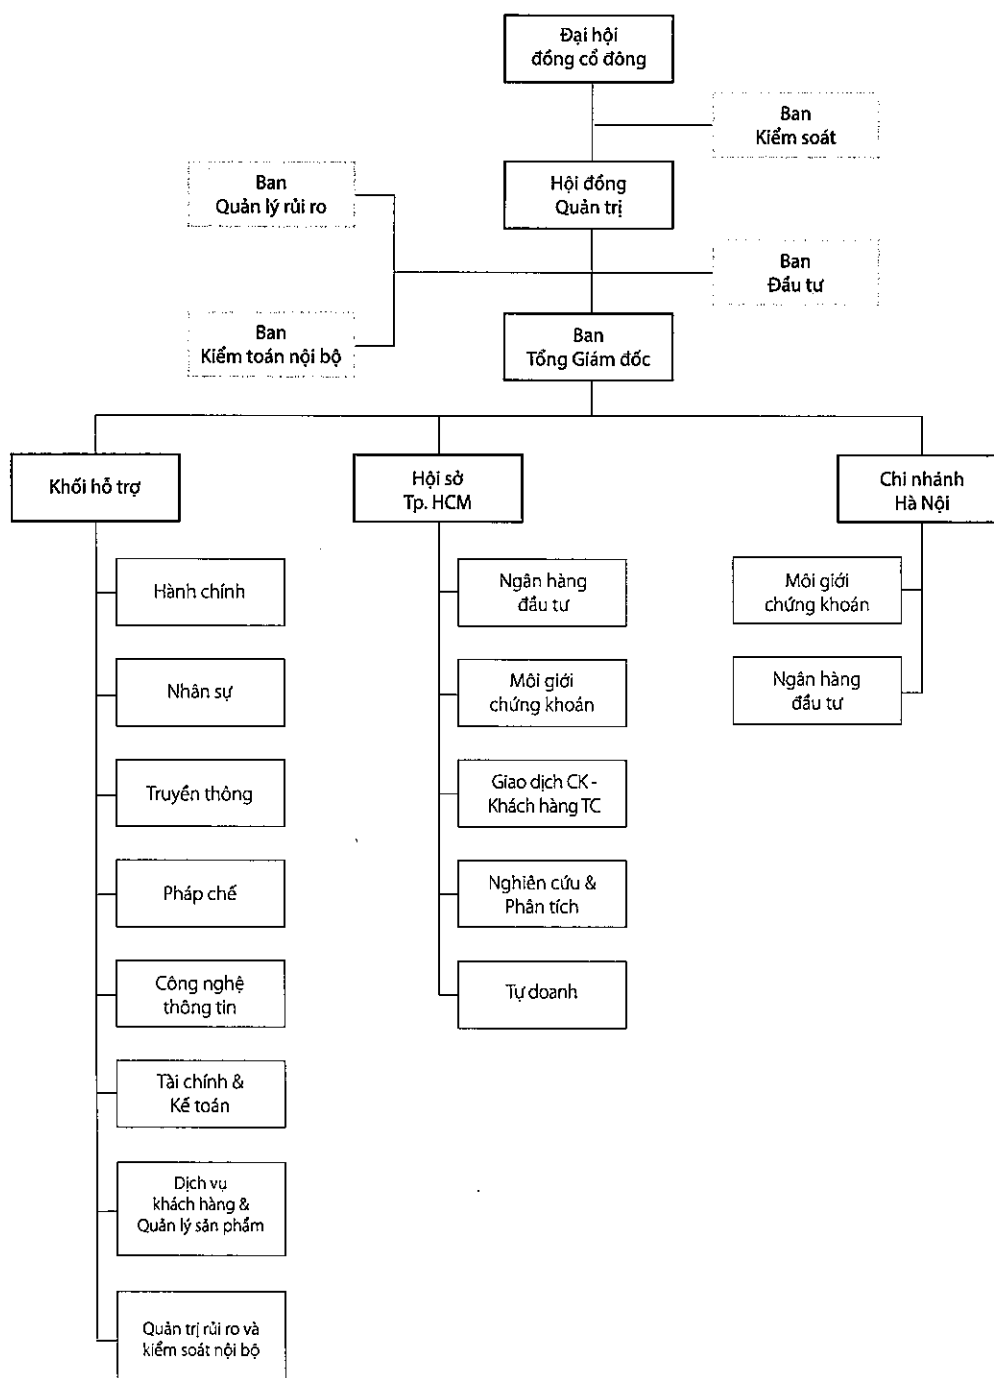 Đại hội
đồng cổ đông
Ban
Kiểm soát
Ban
Quản lý rủi ro
Hội đồng
Quản trị
Ban
Đầu tư
Ban
Kiểm toán nội bộ
Ban
Tổng Giám đốc
Khối hỗ trợ
Hội sở
Tp. HCM
Chi nhánh
Hà Nội
Hành chính
Nhân sự
Truyền thông
Pháp chế
Công nghệ
thông tin
Tài chính &
Kế toán
Dịch vụ
khách hàng &
Quản lý sản phẩm
Quản trị rủi ro và
kiểm soát nội bộ
Ngân hàng
đầu tư
Môi giới
chứng khoán
Giao dịch CK -
Khách hàng TC
Nghiên cứu &
Phân tích
Tự doanh
Môi giới
chứng khoán
Ngân hàng
đầu tư